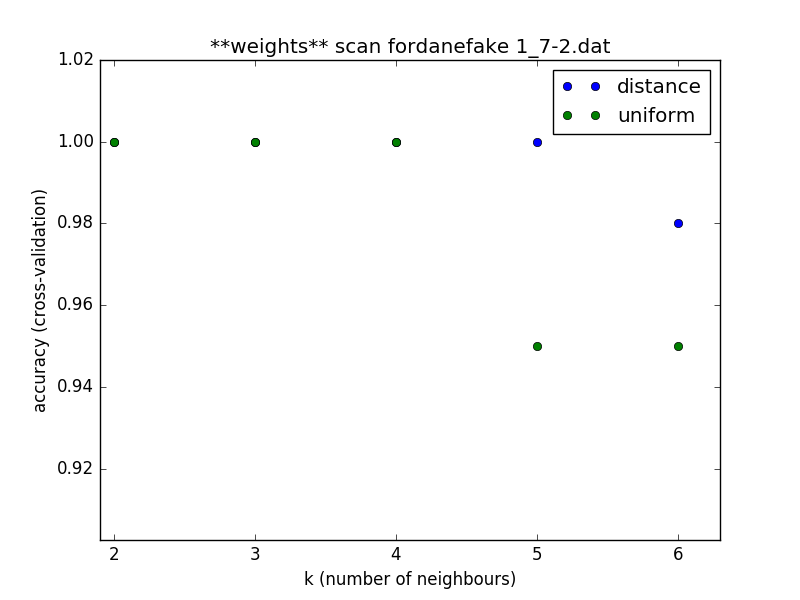 **weights** scan fordanefake 1_7-2.dat
1.02
distance
uniform
1.00
0.98
0.96
0.94
0.92
accuracy (cross-validation)
2 3 4 5 6
k (number of neighbours)